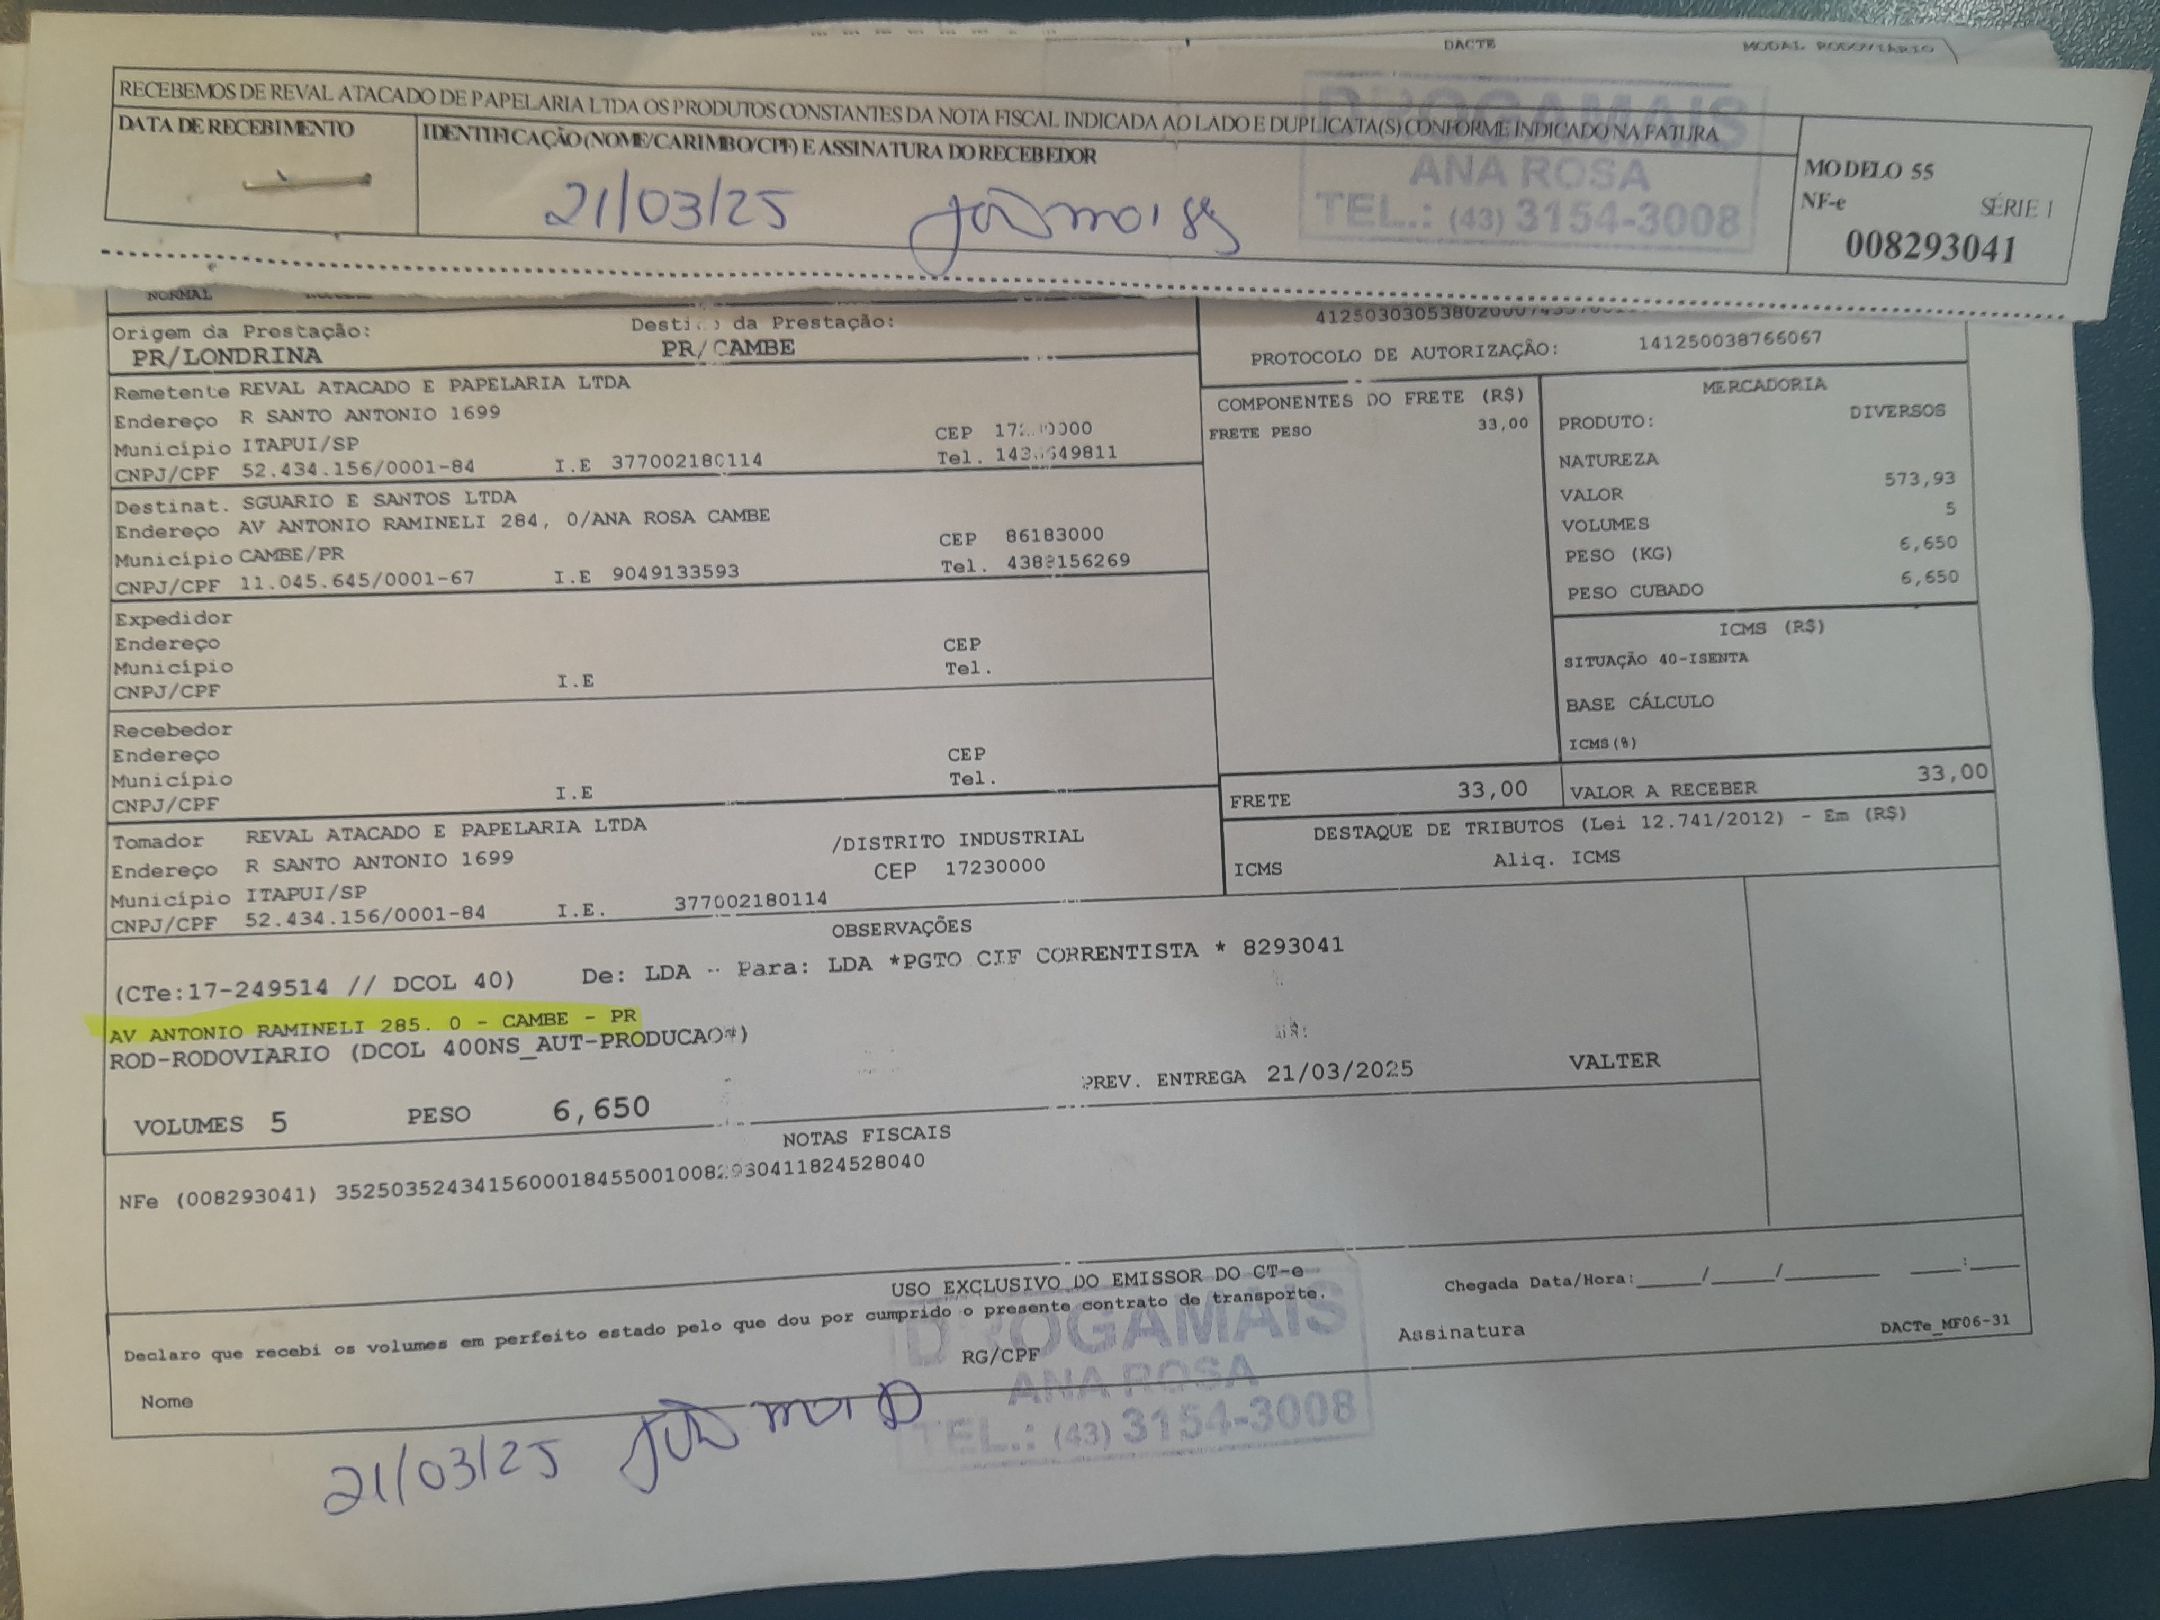 DACTE MODAL RODOVIÁRIO
RECEBEMOS DE REVAL ATACADO DE PAPELARIA LTDA OS PRODUTOS CONSTANTES DA NOTA FISCAL INDICADA AO LADO E DUPLICATA(S) CONFORME INDICADO NA FATURA
DATA DE RECEBIMENTO
IDENTIFICAÇÃO (NOME/CARIMBO/CPF) E ASSINATURA DO RECEBEDOR
21/03/25
DROGAMAIS
ANA ROSA
TEL.: (43) 3154-3008
MODELO 55
NF-e SÉRIE 1
008293041
NORMAL
Origem da Prestação: Destino da Prestação:
PR/LONDRINA PR/CAMBE
PROTOCOLO DE AUTORIZAÇÃO: 141250038766067
Remetente REVAL ATACADO E PAPELARIA LTDA
Endereço R SANTO ANTONIO 1699
Município ITAPUI/SP CEP
CNPJ/CPF 52.434.156/0001-84 I.E 377002180114 Tel.
Destinat. SGUARIO E SANTOS LTDA
Endereço AV ANTONIO RAMINELI 284, 0/ANA ROSA CAMBE
Município CAMBE/PR CEP 86183000
CNPJ/CPF 11.045.645/0001-67 I.E 9049133593 Tel.
Expedidor
Endereço CEP
Município Tel.
CNPJ/CPF I.E
Recebedor
Endereço CEP
Município Tel.
CNPJ/CPF I.E
Tomador REVAL ATACADO E PAPELARIA LTDA
Endereço R SANTO ANTONIO 1699 /DISTRITO INDUSTRIAL
Município ITAPUI/SP CEP 17230000
CNPJ/CPF 52.434.156/0001-84 I.E. 377002180114
COMPONENTES DO FRETE (R$)
FRETE PESO 33,00
MERCADORIA
PRODUTO: DIVERSOS
NATUREZA
VALOR 573,93
VOLUMES 5
PESO (KG) 6,650
PESO CUBADO 6,650
ICMS (R$)
SITUAÇÃO 40-ISENTA
BASE CÁLCULO
ICMS(%)
FRETE 33,00 VALOR A RECEBER 33,00
DESTAQUE DE TRIBUTOS (Lei 12.741/2012) - Em (R$)
ICMS Aliq. ICMS
OBSERVAÇÕES
(CTe:17-249514 // DCOL 40) De: LDA - Para: LDA *PGTO CIF CORRENTISTA * 8293041
AV ANTONIO RAMINELI 285. 0 - CAMBE - PR
ROD-RODOVIARIO (DCOL 400NS_AUT-PRODUCAO*)
PREV. ENTREGA 21/03/2025 VALTER
VOLUMES 5 PESO 6,650
NOTAS FISCAIS
NFe (008293041)
USO EXCLUSIVO DO EMISSOR DO CT-e
Declaro que recebi os volumes em perfeito estado pelo que dou por cumprido o presente contrato de transporte.
Chegada Data/Hora:____/____/________ ____:____
Nome RG/CPF Assinatura DACTe_MF06-31
DROGAMAIS
ANA ROSA
TEL.: (43) 3154-3008
21/03/25